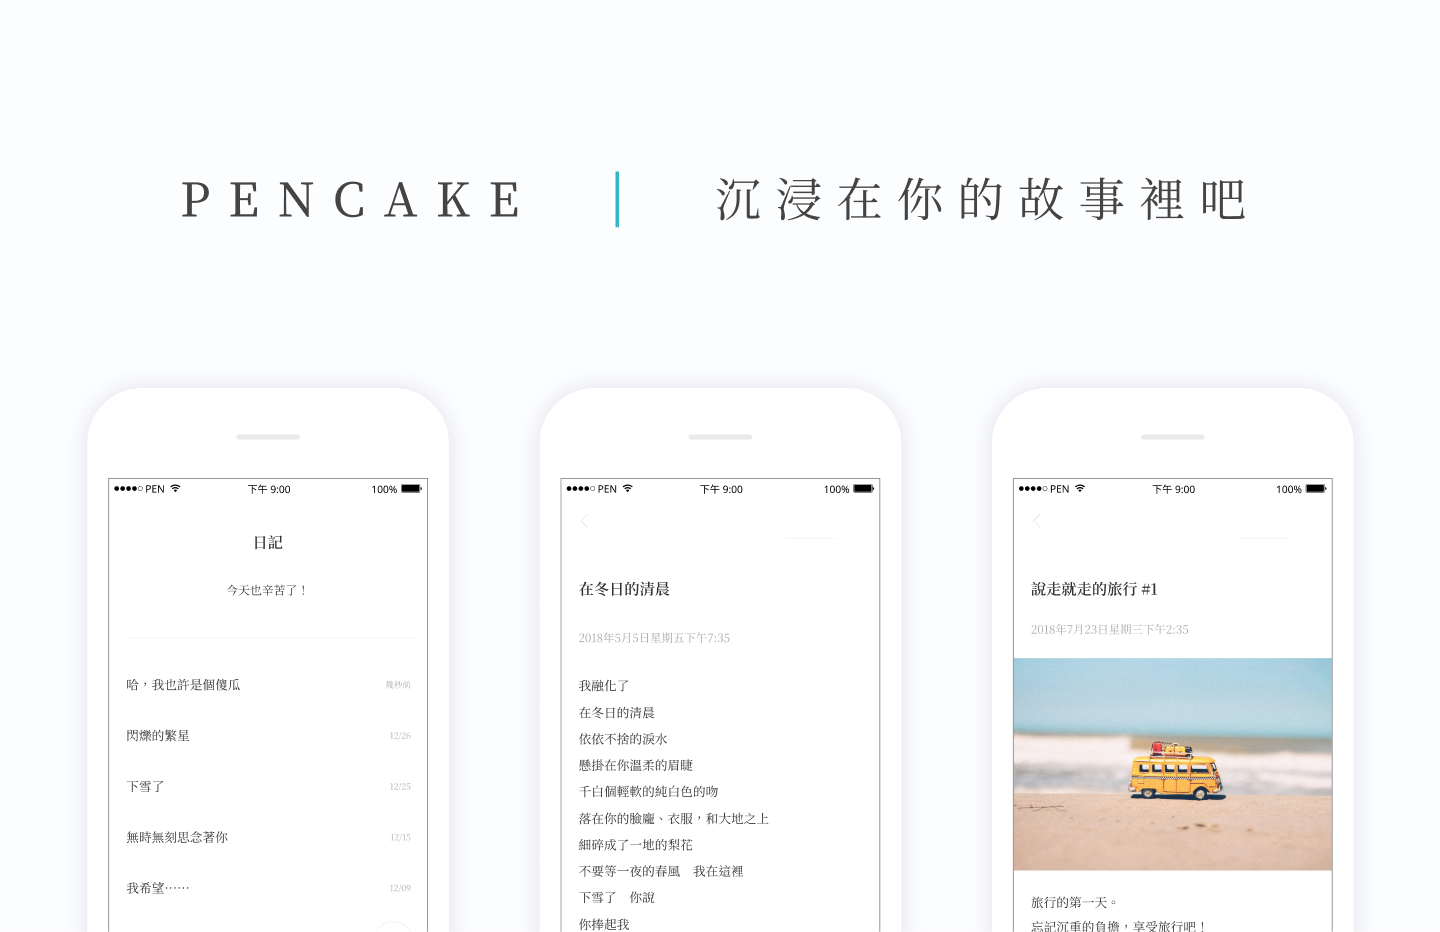 PENCAKE | 沉浸在你的故事裡吧
PEN 下午 9:00 100%
日記
今天也辛苦了！
哈，我也許是個傻瓜 幾秒前
閃爍的繁星 12/26
下雪了 12/25
無時無刻思念著你 12/15
我希望⋯⋯ 12/09
PEN 下午 9:00 100%
在冬日的清晨
2018年5月5日星期五下午7:35
我融化了
在冬日的清晨
依依不捨的淚水
懸掛在你溫柔的眉睫
千白個輕軟的純白色的吻
落在你的臉龐、衣服，和大地之上
細碎成了一地的梨花
不要等一夜的春風　我在這裡
下雪了　你說
你捧起我
PEN 下午 9:00 100%
說走就走的旅行 #1
2018年7月23日星期三下午2:35
旅行的第一天。
忘記沉重的負擔，享受旅行吧！